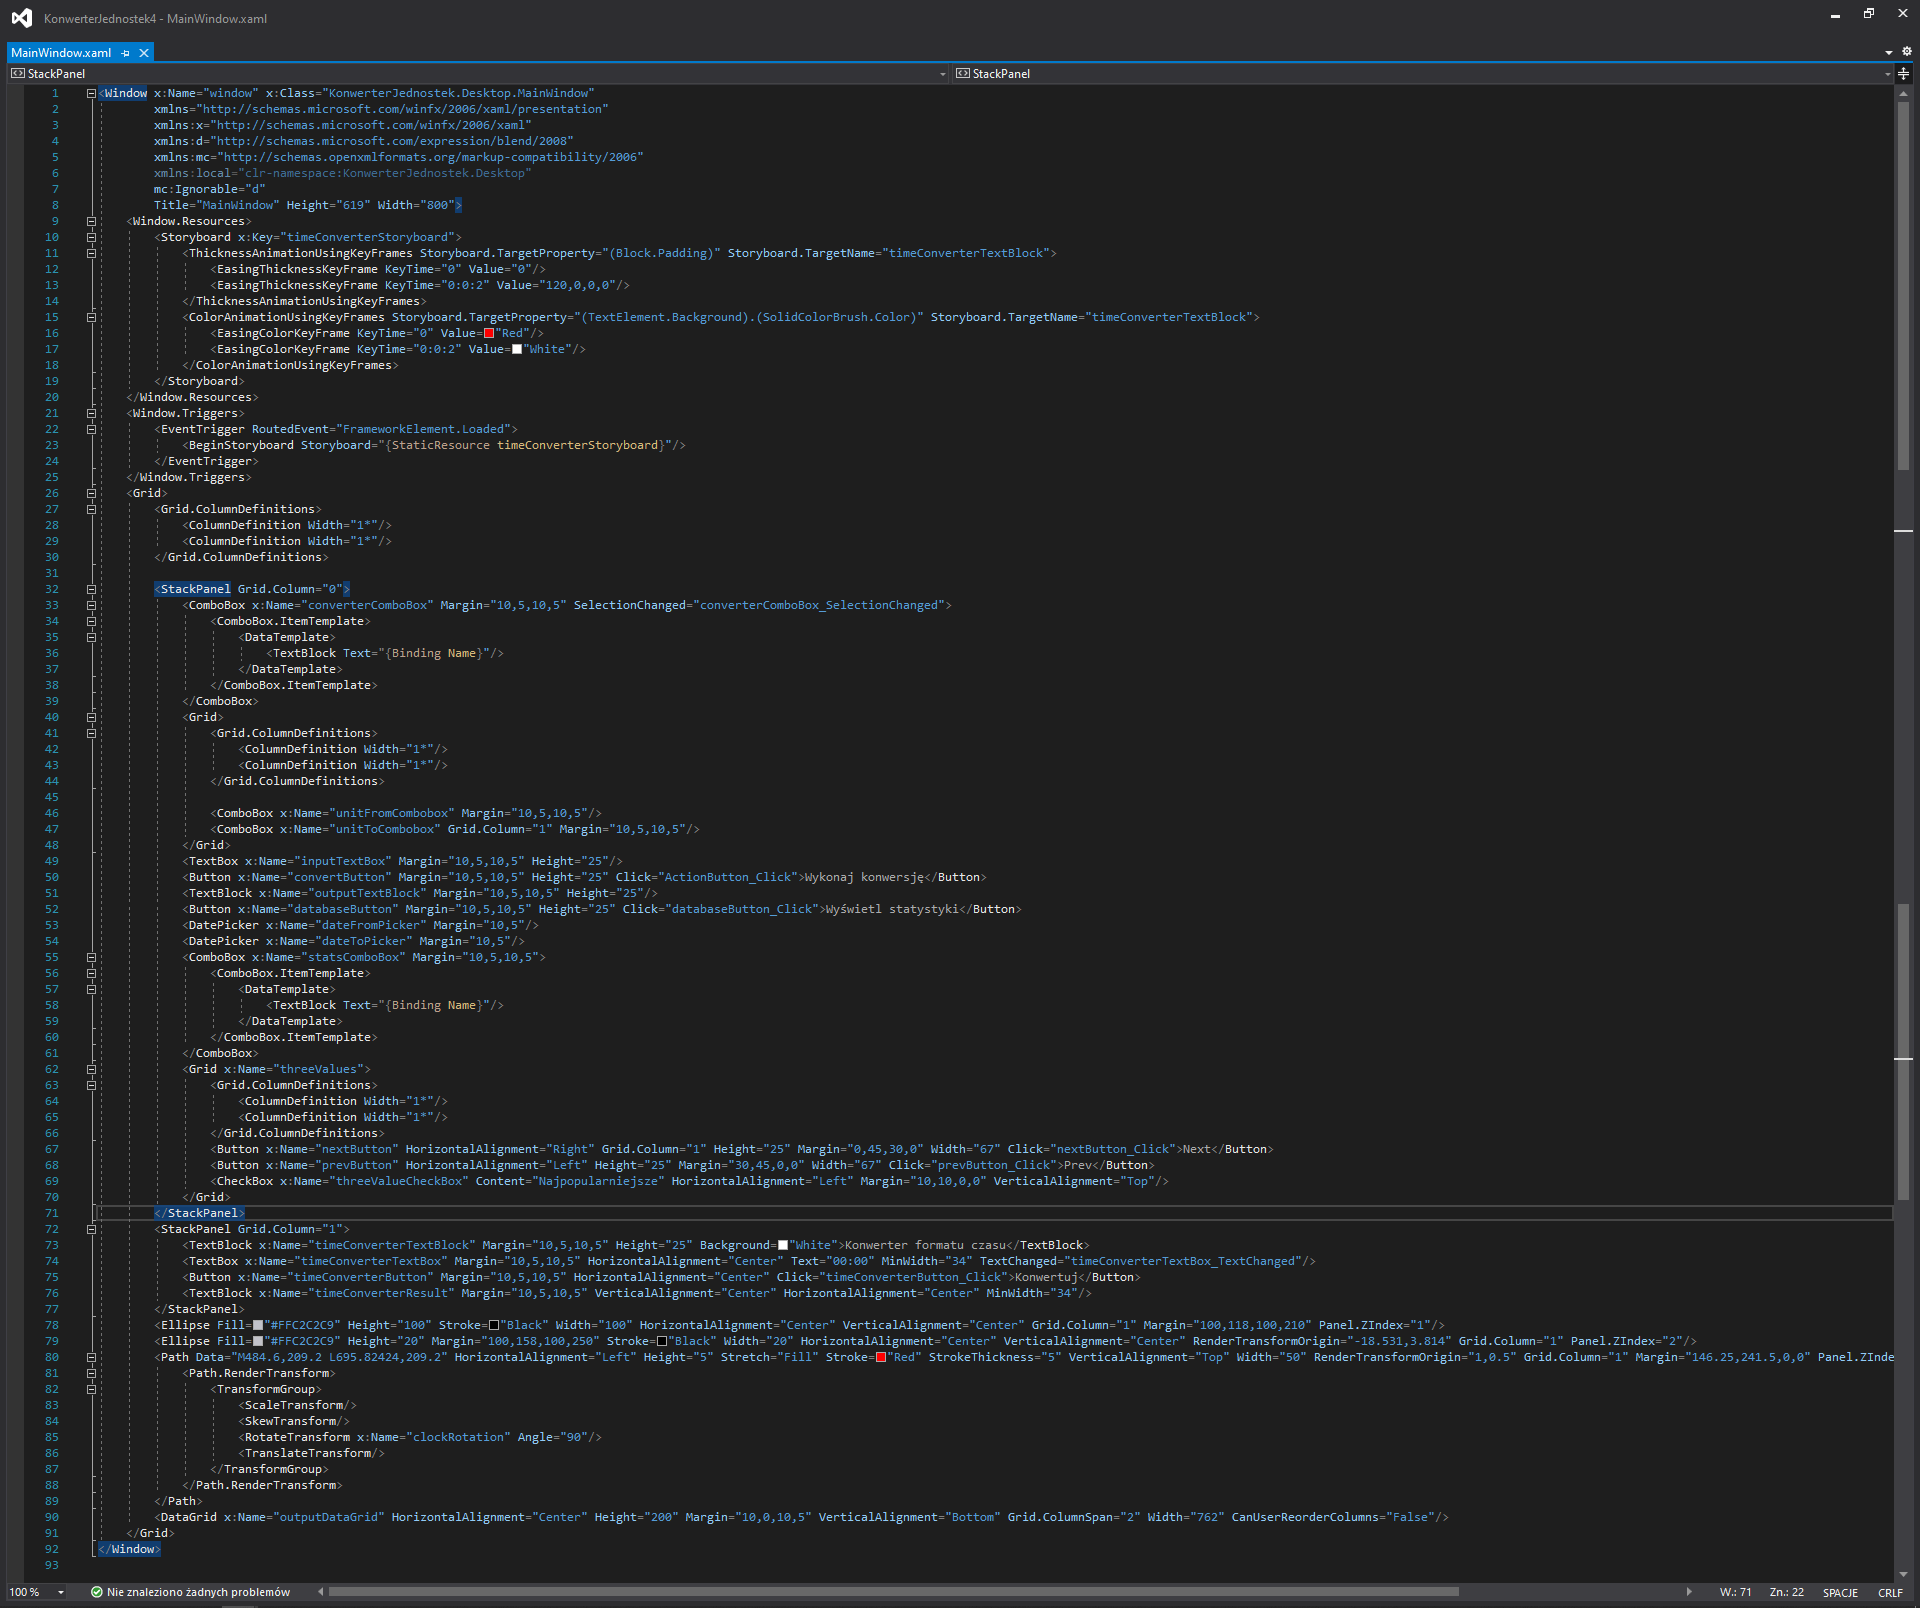 KonwerterJednostek4 - MainWindow.xaml
MainWindow.xaml
StackPanel StackPanel
1 <Window x:Name="window" x:Class="KonwerterJednostek.Desktop.MainWindow"
2 xmlns="http://schemas.microsoft.com/winfx/2006/xaml/presentation"
3 xmlns:x="http://schemas.microsoft.com/winfx/2006/xaml"
4 xmlns:d="http://schemas.microsoft.com/expression/blend/2008"
5 xmlns:mc="http://schemas.openxmlformats.org/markup-compatibility/2006"
6 xmlns:local="clr-namespace:KonwerterJednostek.Desktop"
7 mc:Ignorable="d"
8 Title="MainWindow" Height="619" Width="800">
9 <Window.Resources>
10 <Storyboard x:Key="timeConverterStoryboard">
11 <ThicknessAnimationUsingKeyFrames Storyboard.TargetProperty="(Block.Padding)" Storyboard.TargetName="timeConverterTextBlock">
12 <EasingThicknessKeyFrame KeyTime="0" Value="0"/>
13 <EasingThicknessKeyFrame KeyTime="0:0:2" Value="120,0,0,0"/>
14 </ThicknessAnimationUsingKeyFrames>
15 <ColorAnimationUsingKeyFrames Storyboard.TargetProperty="(TextElement.Background).(SolidColorBrush.Color)" Storyboard.TargetName="timeConverterTextBlock">
16 <EasingColorKeyFrame KeyTime="0" Value="Red"/>
17 <EasingColorKeyFrame KeyTime="0:0:2" Value="White"/>
18 </ColorAnimationUsingKeyFrames>
19 </Storyboard>
20 </Window.Resources>
21 <Window.Triggers>
22 <EventTrigger RoutedEvent="FrameworkElement.Loaded">
23 <BeginStoryboard Storyboard="{StaticResource timeConverterStoryboard}"/>
24 </EventTrigger>
25 </Window.Triggers>
26 <Grid>
27 <Grid.ColumnDefinitions>
28 <ColumnDefinition Width="1*"/>
29 <ColumnDefinition Width="1*"/>
30 </Grid.ColumnDefinitions>
31
32 <StackPanel Grid.Column="0">
33 <ComboBox x:Name="converterComboBox" Margin="10,5,10,5" SelectionChanged="converterComboBox_SelectionChanged">
34 <ComboBox.ItemTemplate>
35 <DataTemplate>
36 <TextBlock Text="{Binding Name}"/>
37 </DataTemplate>
38 </ComboBox.ItemTemplate>
39 </ComboBox>
40 <Grid>
41 <Grid.ColumnDefinitions>
42 <ColumnDefinition Width="1*"/>
43 <ColumnDefinition Width="1*"/>
44 </Grid.ColumnDefinitions>
45
46 <ComboBox x:Name="unitFromCombobox" Margin="10,5,10,5"/>
47 <ComboBox x:Name="unitToCombobox" Grid.Column="1" Margin="10,5,10,5"/>
48 </Grid>
49 <TextBox x:Name="inputTextBox" Margin="10,5,10,5" Height="25"/>
50 <Button x:Name="convertButton" Margin="10,5,10,5" Height="25" Click="ActionButton_Click">Wykonaj konwersję</Button>
51 <TextBlock x:Name="outputTextBlock" Margin="10,5,10,5" Height="25"/>
52 <Button x:Name="databaseButton" Margin="10,5,10,5" Height="25" Click="databaseButton_Click">Wyświetl statystyki</Button>
53 <DatePicker x:Name="dateFromPicker" Margin="10,5"/>
54 <DatePicker x:Name="dateToPicker" Margin="10,5"/>
55 <ComboBox x:Name="statsComboBox" Margin="10,5,10,5">
56 <ComboBox.ItemTemplate>
57 <DataTemplate>
58 <TextBlock Text="{Binding Name}"/>
59 </DataTemplate>
60 </ComboBox.ItemTemplate>
61 </ComboBox>
62 <Grid x:Name="threeValues">
63 <Grid.ColumnDefinitions>
64 <ColumnDefinition Width="1*"/>
65 <ColumnDefinition Width="1*"/>
66 </Grid.ColumnDefinitions>
67 <Button x:Name="nextButton" HorizontalAlignment="Right" Grid.Column="1" Height="25" Margin="0,45,30,0" Width="67" Click="nextButton_Click">Next</Button>
68 <Button x:Name="prevButton" HorizontalAlignment="Left" Height="25" Margin="30,45,0,0" Width="67" Click="prevButton_Click">Prev</Button>
69 <CheckBox x:Name="threeValueCheckBox" Content="Najpopularniejsze" HorizontalAlignment="Left" Margin="10,10,0,0" VerticalAlignment="Top"/>
70 </Grid>
71 </StackPanel>
72 <StackPanel Grid.Column="1">
73 <TextBlock x:Name="timeConverterTextBlock" Margin="10,5,10,5" Height="25" Background="White">Konwerter formatu czasu</TextBlock>
74 <TextBox x:Name="timeConverterTextBox" Margin="10,5,10,5" HorizontalAlignment="Center" Text="00:00" MinWidth="34" TextChanged="timeConverterTextBox_TextChanged"/>
75 <Button x:Name="timeConverterButton" Margin="10,5,10,5" HorizontalAlignment="Center" Click="timeConverterButton_Click">Konwertuj</Button>
76 <TextBlock x:Name="timeConverterResult" Margin="10,5,10,5" VerticalAlignment="Center" HorizontalAlignment="Center" MinWidth="34"/>
77 </StackPanel>
78 <Ellipse Fill="#FFC2C2C9" Height="100" Stroke="Black" Width="100" HorizontalAlignment="Center" VerticalAlignment="Center" Grid.Column="1" Margin="100,118,100,210" Panel.ZIndex="1"/>
79 <Ellipse Fill="#FFC2C2C9" Height="20" Margin="100,158,100,250" Stroke="Black" Width="20" HorizontalAlignment="Center" VerticalAlignment="Center" RenderTransformOrigin="-18.531,3.814" Grid.Column="1" Panel.ZIndex="2"/>
80 <Path Data="M484.6,209.2 L695.82424,209.2" HorizontalAlignment="Left" Height="5" Stretch="Fill" Stroke="Red" StrokeThickness="5" VerticalAlignment="Top" Width="50" RenderTransformOrigin="1,0.5" Grid.Column="1" Margin="146.25,241.5,0,0" Panel.ZInde
81 <Path.RenderTransform>
82 <TransformGroup>
83 <ScaleTransform/>
84 <SkewTransform/>
85 <RotateTransform x:Name="clockRotation" Angle="90"/>
86 <TranslateTransform/>
87 </TransformGroup>
88 </Path.RenderTransform>
89 </Path>
90 <DataGrid x:Name="outputDataGrid" HorizontalAlignment="Center" Height="200" Margin="10,0,10,5" VerticalAlignment="Bottom" Grid.ColumnSpan="2" Width="762" CanUserReorderColumns="False"/>
91 </Grid>
92 </Window>
93
100 % Nie znaleziono żadnych problemów W.: 71 Zn.: 22 SPACJE CRLF